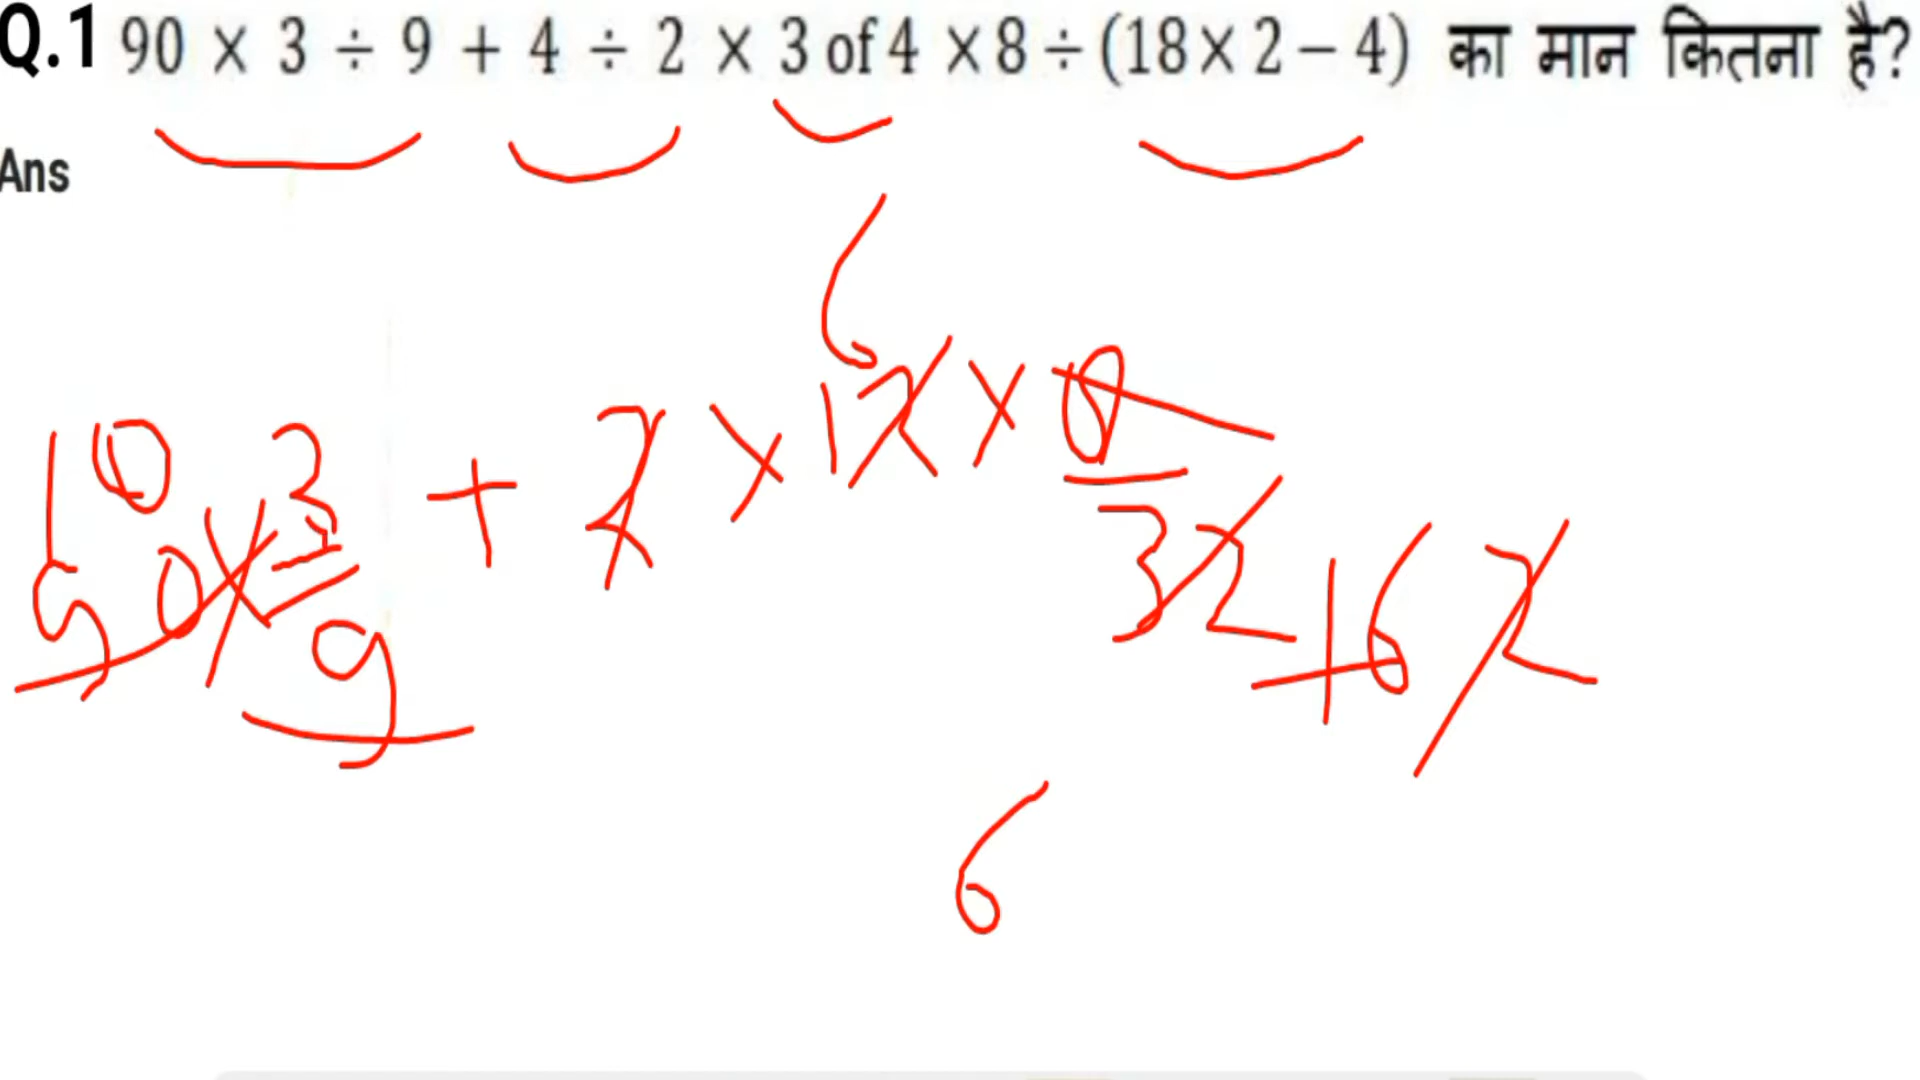 Q.1 90 × 3 ÷ 9 + 4 ÷ 2 × 3 of 4 × 8 ÷ (18 × 2 − 4) का मान कितना है?
Ans
6
10 3
90 × 3 + 2 × 12 × 8
9 32 16 2
6